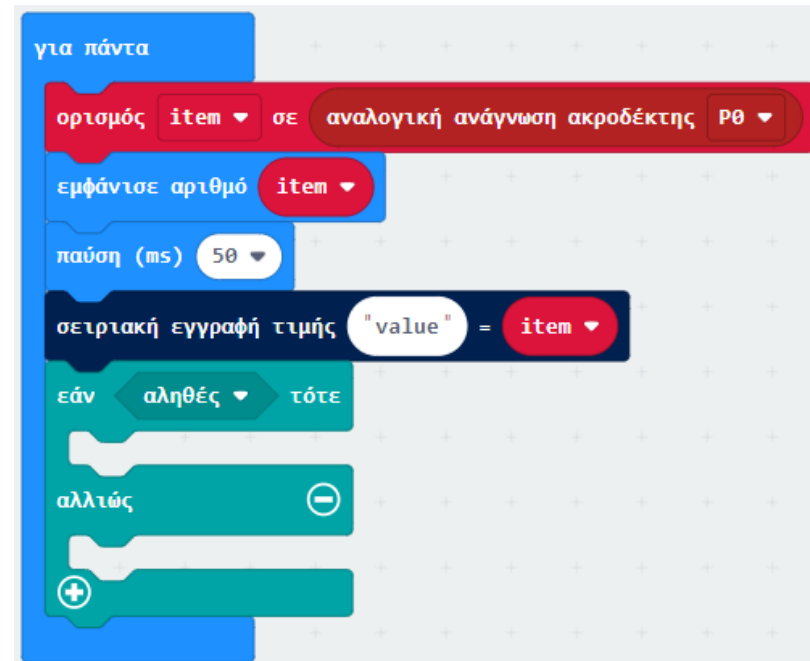 για πάντα
ορισμός item σε αναλογική ανάγνωση ακροδέκτης P0
εμφάνισε αριθμό item
παύση (ms) 50
σειριακή εγγραφή τιμής "value" = item
εάν αληθές τότε
αλλιώς